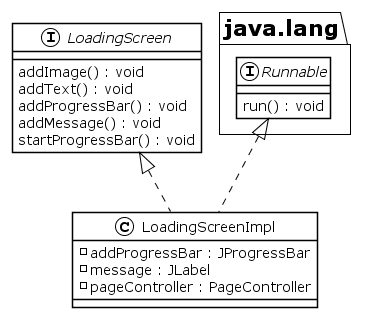 java.lang
I LoadingScreen
addImage() : void
addText() : void
addProgressBar() : void
addMessage() : void
startProgressBar() : void
I Runnable
run() : void
C LoadingScreenImpl
addProgressBar : JProgressBar
message : JLabel
pageController : PageController